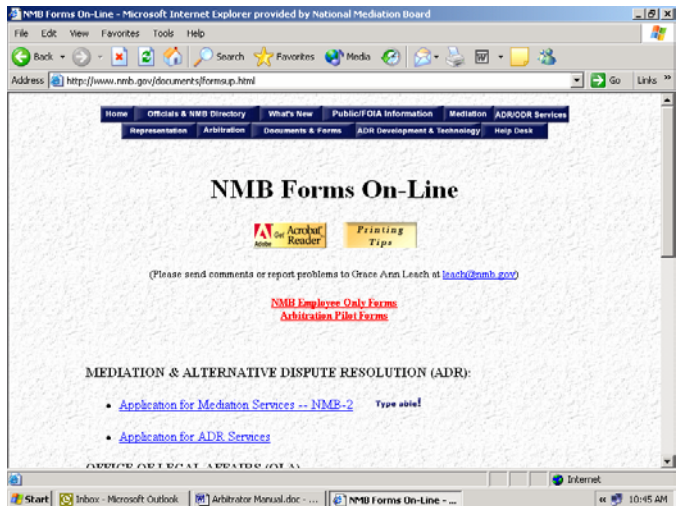 NMB Forms On-Line - Microsoft Internet Explorer provided by National Mediation Board
File Edit View Favorites Tools Help
Back Search Favorites Media
Address http://www.nmb.gov/documents/formsup.html Go Links »
Home Officials & NMB Directory What's New Public/FOIA Information Mediation ADR/ODR Services
Representation Arbitration Documents & Forms ADR Development & Technology Help Desk
NMB Forms On-Line
Adobe Get Acrobat Reader
Printing Tips
(Please send comments or report problems to Grace Ann Leach at leach@nmb.gov)
NMB Employee Only Forms
Arbitration Pilot Forms
MEDIATION & ALTERNATIVE DISPUTE RESOLUTION (ADR):
• Application for Mediation Services -- NMB-2 Type able!
• Application for ADR Services
OFFICE OF LEGAL AFFAIRS (OLA)
Internet
Start Inbox - Microsoft Outlook Arbitrator Manual.doc - ... NMB Forms On-Line - ... « 10:45 AM